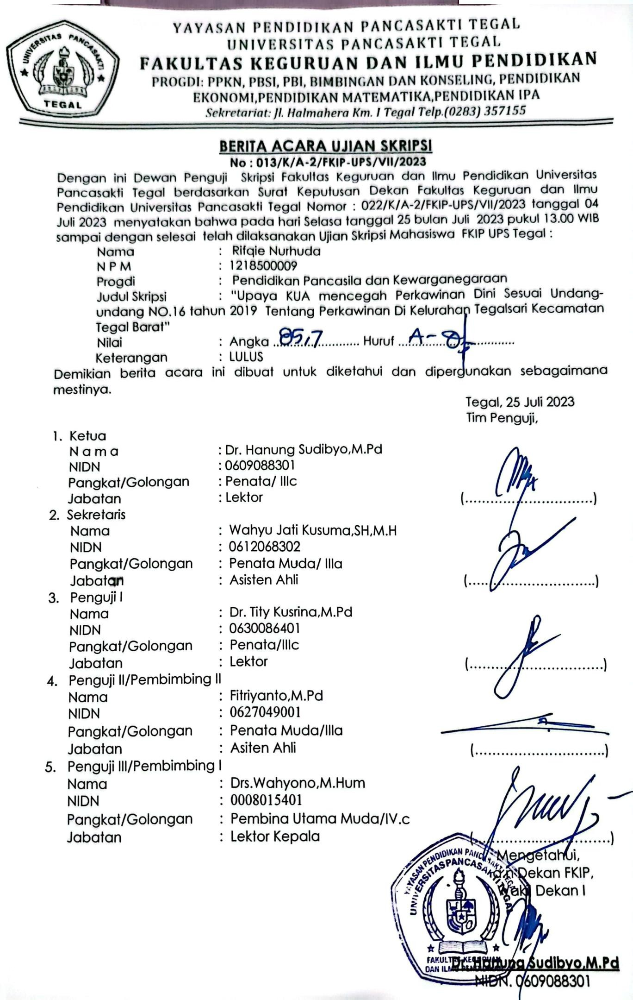 UNIVERSITAS PANCASAKTI
TEGAL
YAYASAN PENDIDIKAN PANCASAKTI TEGAL
UNIVERSITAS PANCASAKTI TEGAL
FAKULTAS KEGURUAN DAN ILMU PENDIDIKAN
PROGDI: PPKN, PBSI, PBI, BIMBINGAN DAN KONSELING, PENDIDIKAN
EKONOMI,PENDIDIKAN MATEMATIKA,PENDIDIKAN IPA
Sekretariat: Jl. Halmahera Km. I Tegal Telp.(0283) 357155
BERITA ACARA UJIAN SKRIPSI
No : 013/K/A-2/FKIP-UPS/VII/2023
Dengan ini Dewan Penguji Skripsi Fakultas Keguruan dan Ilmu Pendidikan Universitas
Pancasakti Tegal berdasarkan Surat Keputusan Dekan Fakultas Keguruan dan Ilmu
Pendidikan Universitas Pancasakti Tegal Nomor : 022/K/A-2/FKIP-UPS/VII/2023 tanggal 04
Juli 2023 menyatakan bahwa pada hari Selasa tanggal 25 bulan Juli 2023 pukul 13.00 WIB
sampai dengan selesai telah dilaksanakan Ujian Skripsi Mahasiswa FKIP UPS Tegal :
Nama : Rifqie Nurhuda
N P M : 1218500009
Progdi : Pendidikan Pancasila dan Kewarganegaraan
Judul Skripsi : "Upaya KUA mencegah Perkawinan Dini Sesuai Undang-
undang NO.16 tahun 2019 Tentang Perkawinan Di Kelurahan Tegalsari Kecamatan
Tegal Barat"
Nilai : Angka 85,7 Huruf A-
Keterangan : LULUS
Demikian berita acara ini dibuat untuk diketahui dan dipergunakan sebagaimana
mestinya.
Tegal, 25 Juli 2023
Tim Penguji,
1. Ketua
N a m a : Dr. Hanung Sudibyo,M.Pd
NIDN : 0609088301
Pangkat/Golongan : Penata/ IIIc
Jabatan : Lektor (..............................)
2. Sekretaris
Nama : Wahyu Jati Kusuma,SH,M.H
NIDN : 0612068302
Pangkat/Golongan : Penata Muda/ IIIa
Jabatan : Asisten Ahli (..............................)
3. Penguji I
Nama : Dr. Tity Kusrina,M.Pd
NIDN : 0630086401
Pangkat/Golongan : Penata/IIIc
Jabatan : Lektor (..............................)
4. Penguji II/Pembimbing II
Nama : Fitriyanto,M.Pd
NIDN : 0627049001
Pangkat/Golongan : Penata Muda/IIIa
Jabatan : Asiten Ahli (..............................)
5. Penguji III/Pembimbing I
Nama : Drs.Wahyono,M.Hum
NIDN : 0008015401
Pangkat/Golongan : Pembina Utama Muda/IV.c
Jabatan : Lektor Kepala (..............................)
Mengetahui,
an Dekan FKIP,
Wakil Dekan I
YAYASAN PENDIDIKAN PANCASAKTI TEGAL
UNIVERSITAS PANCASAKTI TEGAL
FAKULTAS KEGURUAN
DAN ILMU PENDIDIKAN
Dr. Hanung Sudibyo,M.Pd
NIDN. 0609088301